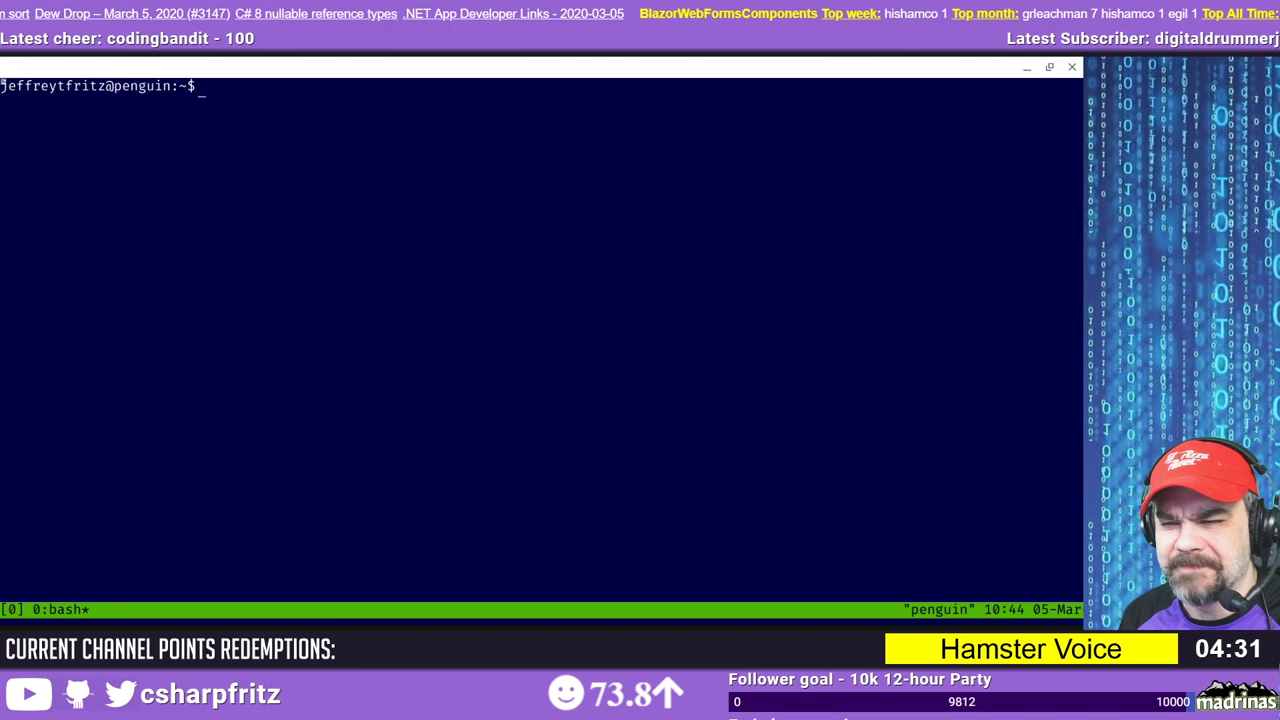 n sort Dew Drop – March 5, 2020 (#3147) C# 8 nullable reference types .NET App Developer Links - 2020-03-05 BlazorWebFormsComponents Top week: hishamco 1 Top month: grleachman 7 hishamco 1 egil 1 Top All Time:
Latest cheer: codingbandit - 100 Latest Subscriber: digitaldrummerj
jeffreytfritz@penguin:~$
[0] 0:bash* "penguin" 10:44 05-Mar
CURRENT CHANNEL POINTS REDEMPTIONS: Hamster Voice 04:31
csharpfritz 73.8
Follower goal - 10k 12-hour Party
0 9812 10000
madrinas